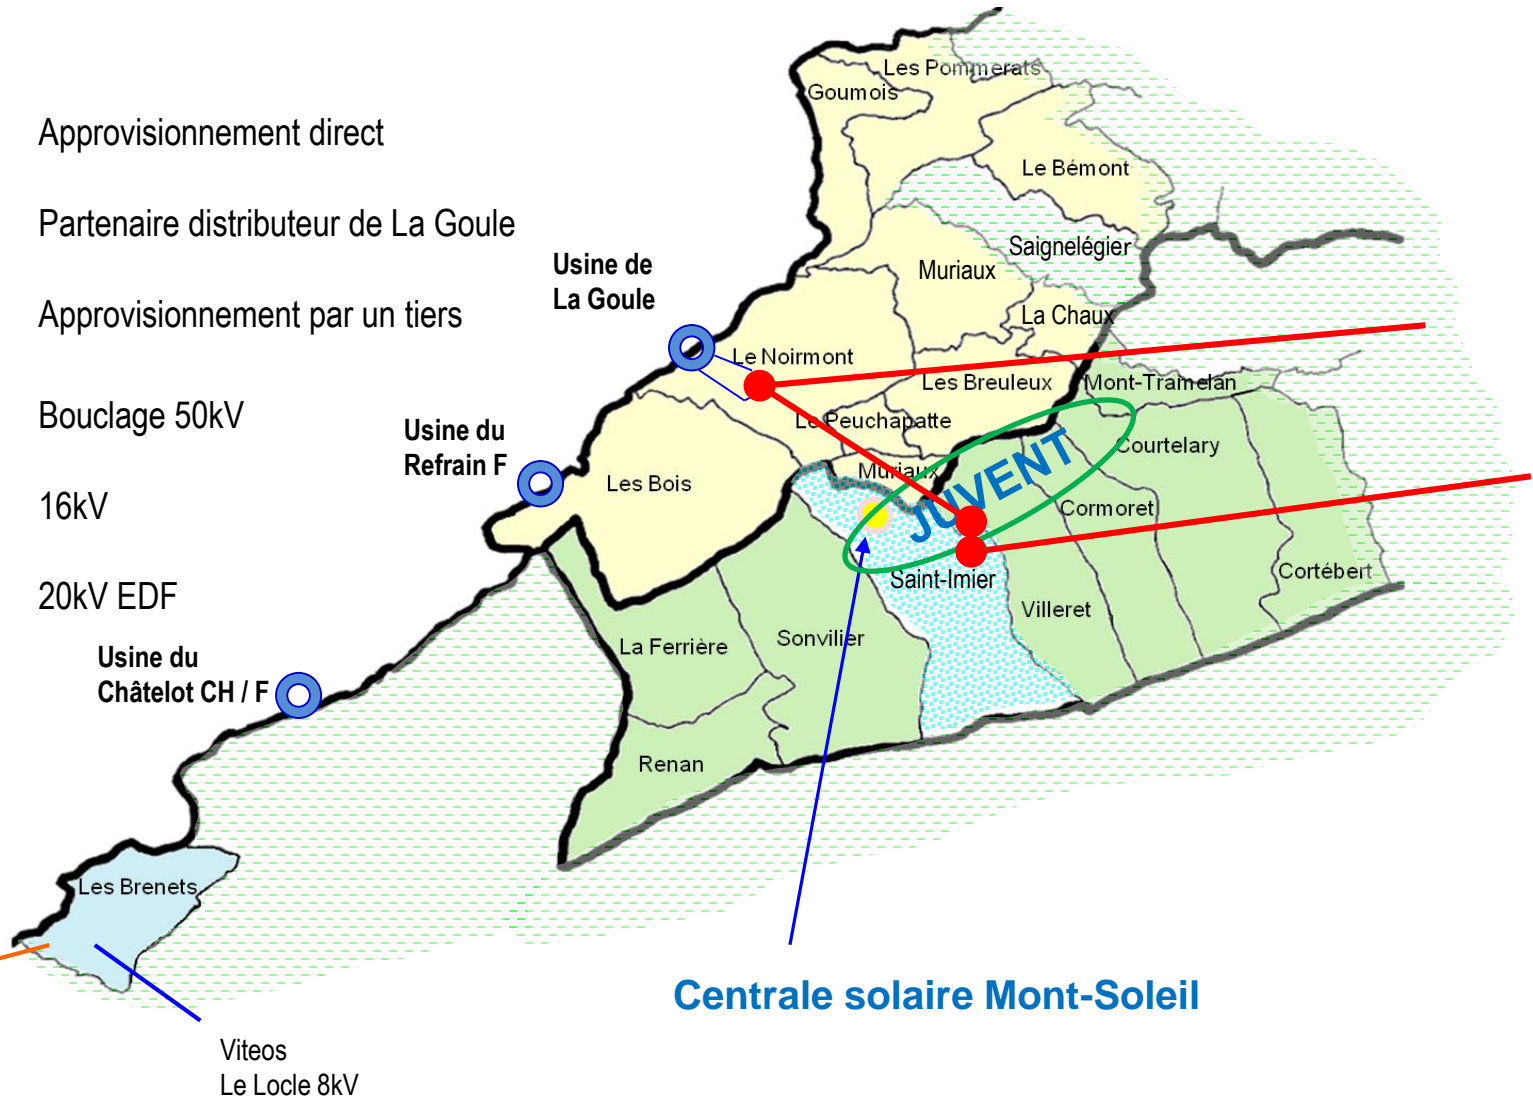 Les Pommerats
Goumois
Approvisionnement direct
Le Bémont
Partenaire distributeur de La Goule
Saignelégier
Usine de
La Goule
Muriaux
Approvisionnement par un tiers
La Chaux
Le Noirmont
Les Breuleux
Mont-Tramelan
Bouclage 50kV
Le Peuchapatte
Usine du
Refrain F
Courtelary
Muriaux
JUVENT
Les Bois
16kV
Cormoret
Saint-Imier
Cortébert
20kV EDF
Villeret
Sonvilier
La Ferrière
Usine du
Châtelot CH / F
Renan
Les Brenets
Centrale solaire Mont-Soleil
Viteos
Le Locle 8kV